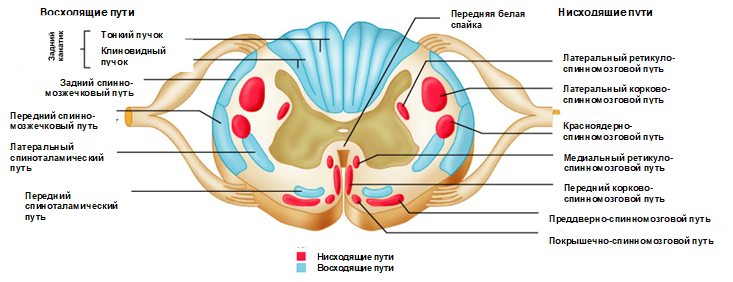 Восходящие пути
Задний
канатик
Тонкий пучок
Клиновидный
пучок
Задний спинно-
мозжечковый путь
Передний спинно-
мозжечковый путь
Латеральный
спиноталамический
путь
Передний
спиноталамический
путь
Передняя белая
спайка
Нисходящие пути
Латеральный ретикуло-
спинномозговой путь
Латеральный корково-
спинномозговой путь
Красноядерно-
спинномозговой путь
Медиальный ретикуло-
спинномозговой путь
Передний корково-
спинномозговой путь
Преддверно-спинномозговой путь
Покрышечно-спинномозговой путь
Нисходящие пути
Восходящие пути